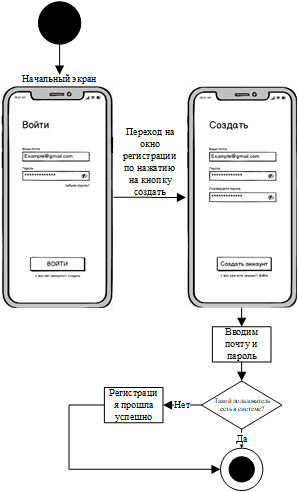 Начальный экран
Войти
Ваша почта
Example@gmail.com
Пароль
**************
Забыли пароль?
ВОЙТИ
У вас нет аккаунта? Создать
Переход на
окно
регистрации
по нажатию
на кнопку
создать
Создать
Ваша почта
Example@gmail.com
Пароль
**************
Подтвердите пароль
**************
Создать аккаунт
У вас уже есть аккаунт? Войти
Вводим
почту и
пароль
Такой пользователь
есть в системе?
Нет
Регистраци
я прошла
успешно
Да